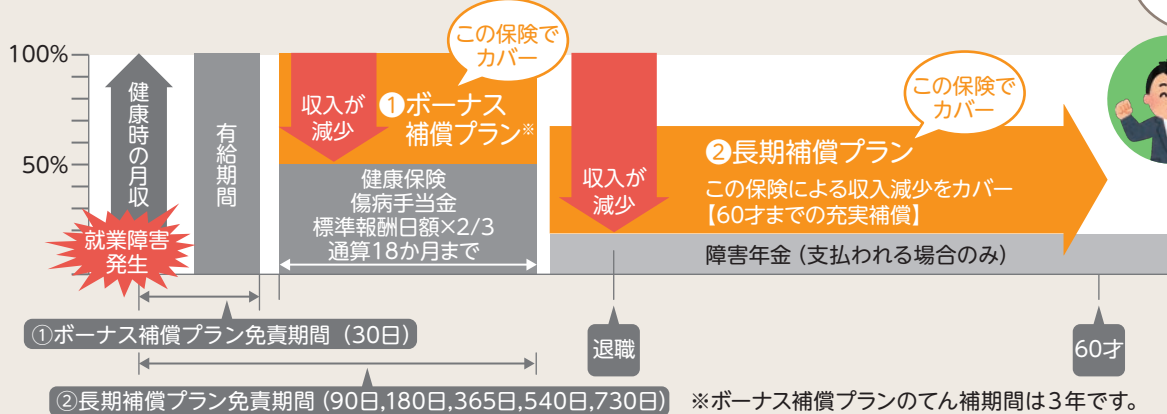 100%
50%
健康時の月収
就業障害
発生
有給期間
収入が
減少
❶ボーナス
補償プラン※
この保険で
カバー
健康保険
傷病手当金
標準報酬日額×2/3
通算18か月まで
収入が
減少
この保険で
カバー
❷長期補償プラン
この保険による収入減少をカバー
【60才までの充実補償】
障害年金（支払われる場合のみ）
①ボーナス補償プラン免責期間（30日）
退職
60才
②長期補償プラン免責期間（90日,180日,365日,540日,730日）
※ボーナス補償プランのてん補期間は3年です。